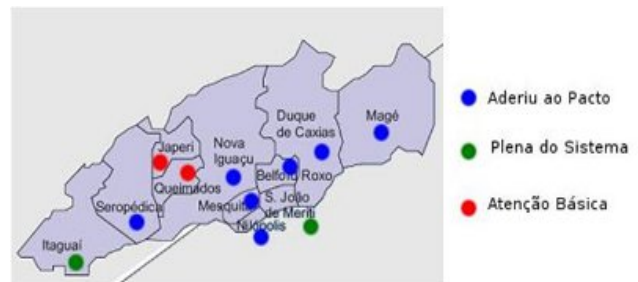 Duque
de Caxias
Magé
Japeri
Nova
Iguaçu
Belford Roxo
Queimados
Seropédica
Mesquita
S. João
de Meriti
Nilópolis
Itaguaí
Aderiu ao Pacto
Plena do Sistema
Atenção Básica